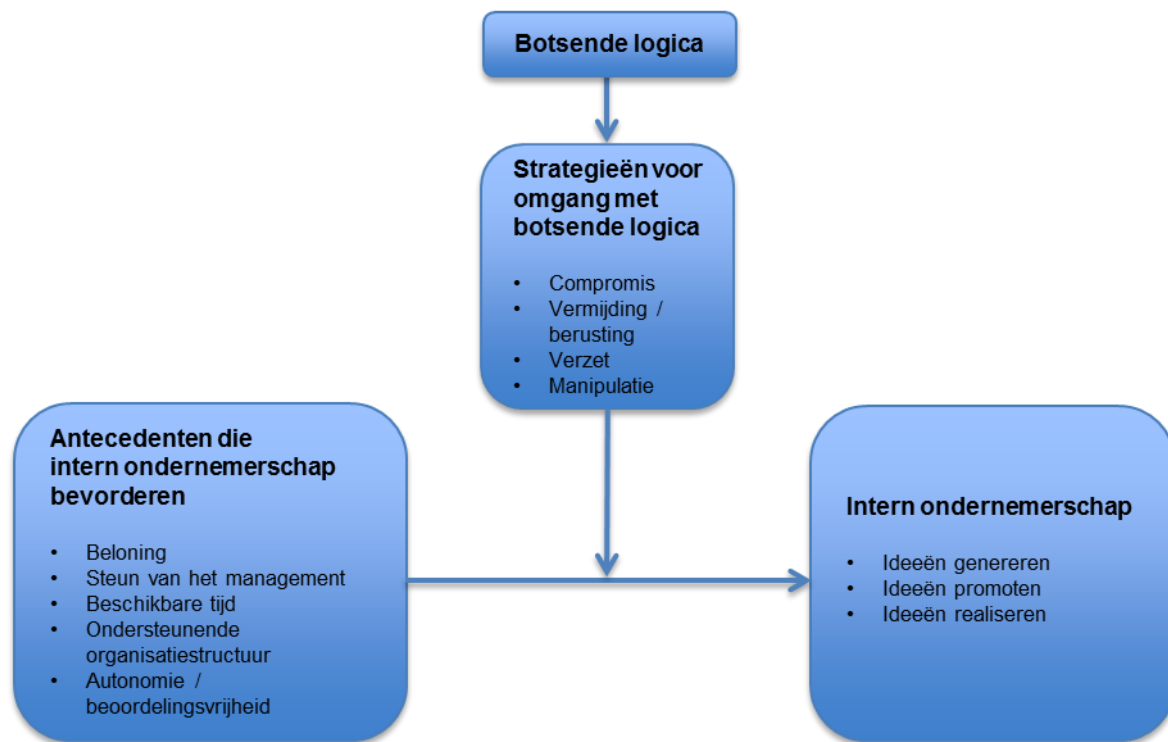 Botsende logica
Strategieën voor
omgang met
botsende logica
• Compromis
• Vermijding /
berusting
• Verzet
• Manipulatie
Antecedenten die
intern ondernemerschap
bevorderen
• Beloning
• Steun van het management
• Beschikbare tijd
• Ondersteunende
organisatiestructuur
• Autonomie /
beoordelingsvrijheid
Intern ondernemerschap
• Ideeën genereren
• Ideeën promoten
• Ideeën realiseren